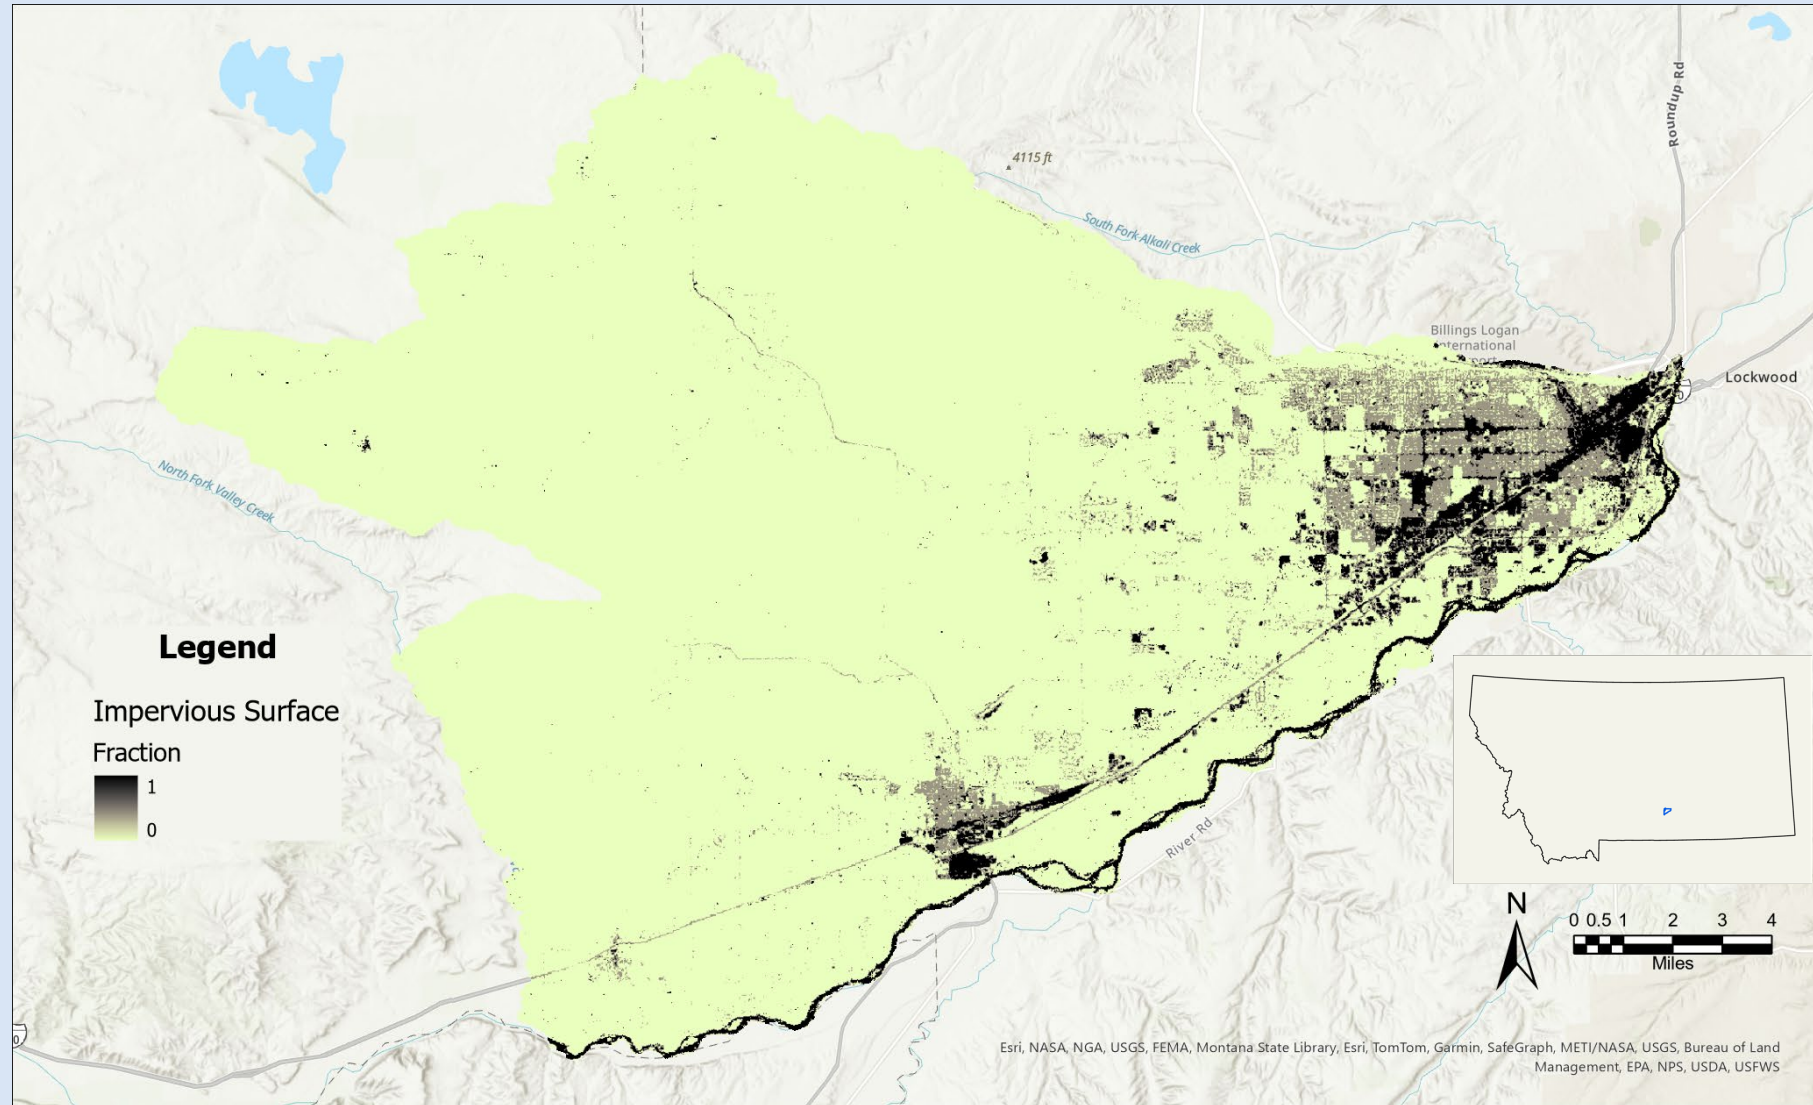 Roundup Rd
4115 ft
South Fork Alkali Creek
Billings Logan
International
Lockwood
North Fork Valley Creek
Legend
Impervious Surface
Fraction
1
0
River Rd
N
0 0.5 1 2 3 4
Miles
Esri, NASA, NGA, USGS, FEMA, Montana State Library, Esri, TomTom, Garmin, SafeGraph, METI/NASA, USGS, Bureau of Land
Management, EPA, NPS, USDA, USFWS